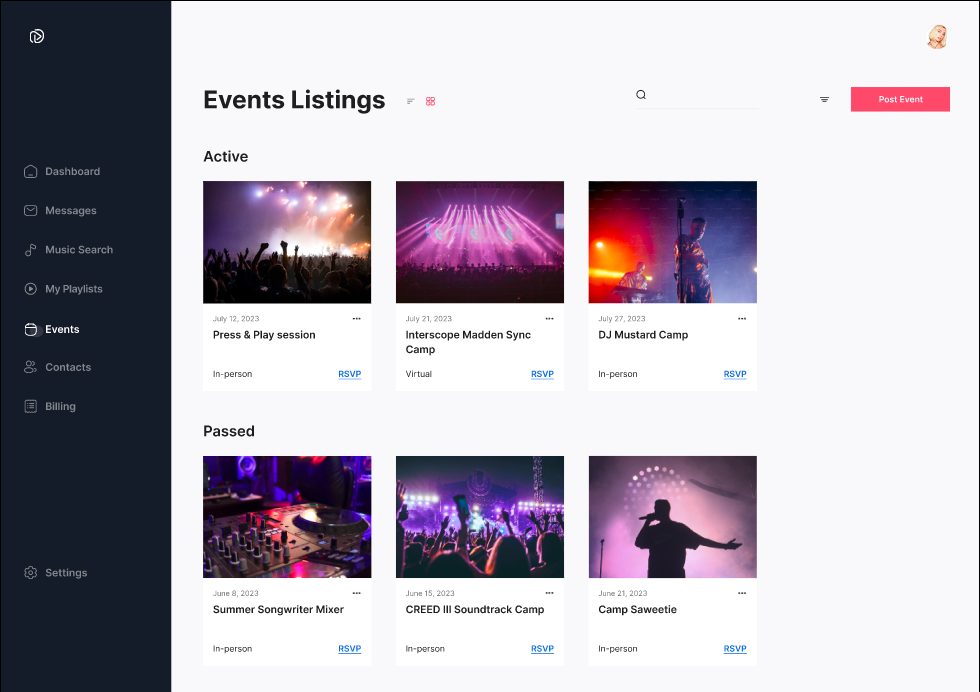 Events Listings
Post Event
Dashboard
Messages
Music Search
My Playlists
Events
Contacts
Billing
Settings
Active
July 12, 2023
Press & Play session
In-person
RSVP
July 21, 2023
Interscope Madden Sync
Camp
Virtual
RSVP
July 27, 2023
DJ Mustard Camp
In-person
RSVP
Passed
June 8, 2023
Summer Songwriter Mixer
In-person
RSVP
June 15, 2023
CREED III Soundtrack Camp
In-person
RSVP
June 21, 2023
Camp Saweetie
In-person
RSVP